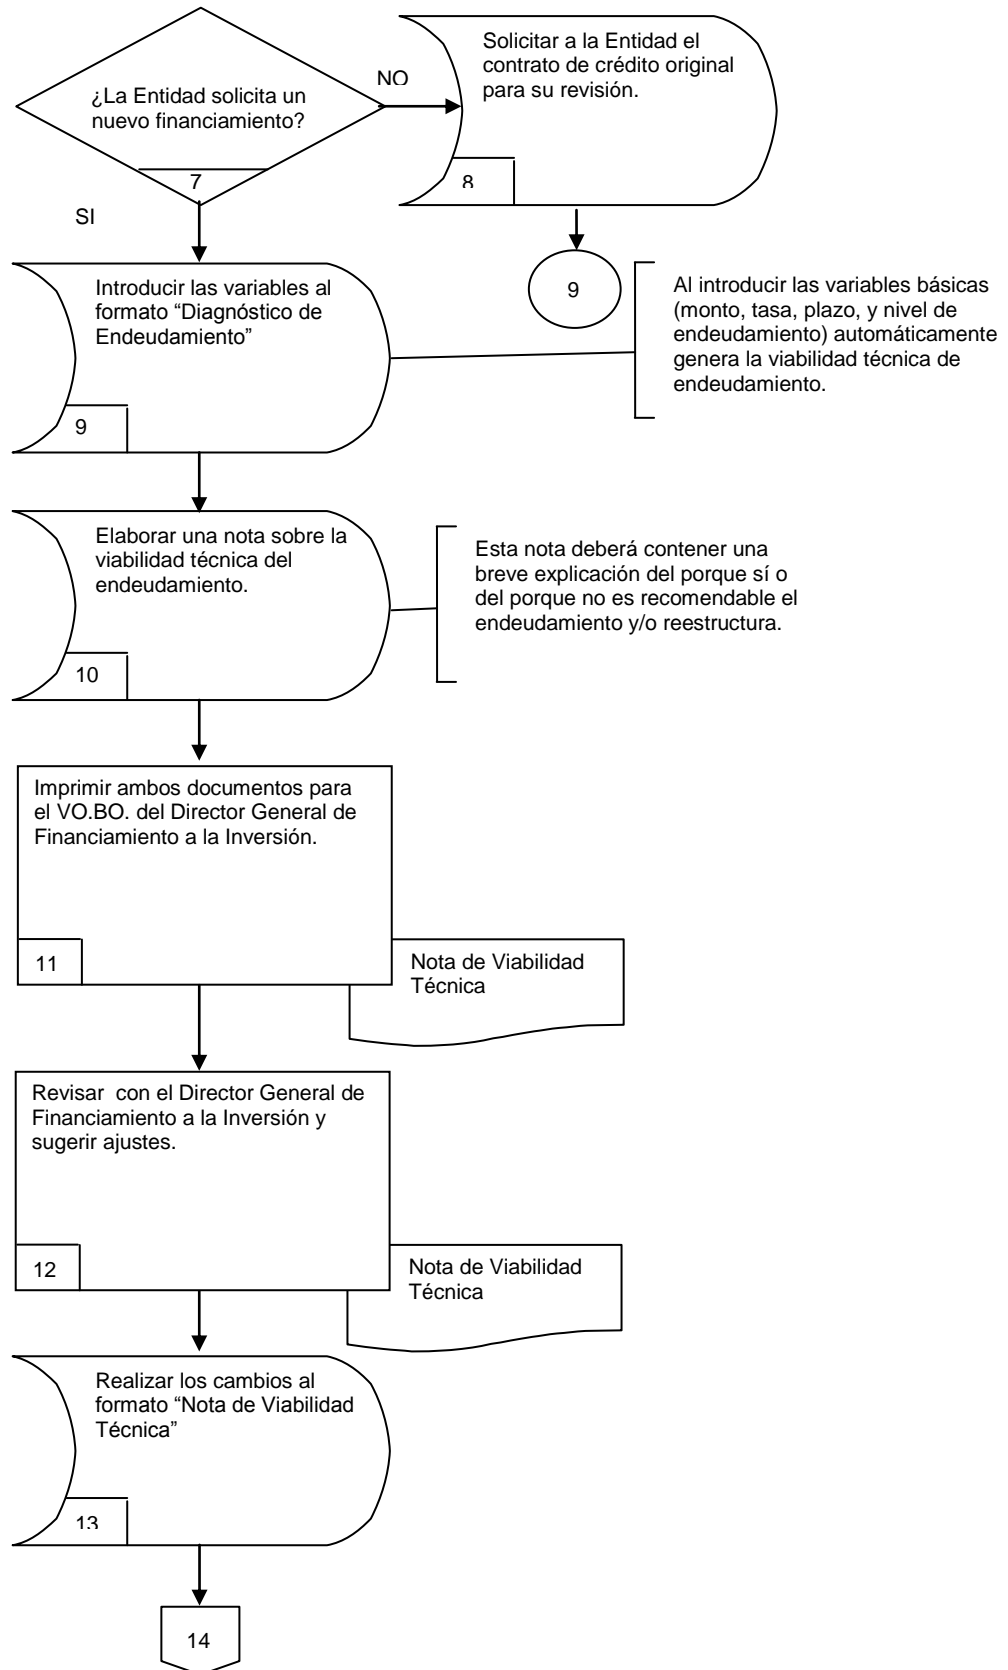 ¿La Entidad solicita un
nuevo financiamiento?
7
NO
SI
Solicitar a la Entidad el
contrato de crédito original
para su revisión.
8
9
Introducir las variables al
formato “Diagnóstico de
Endeudamiento”
9
Al introducir las variables básicas
(monto, tasa, plazo, y nivel de
endeudamiento) automáticamente
genera la viabilidad técnica de
endeudamiento.
Elaborar una nota sobre la
viabilidad técnica del
endeudamiento.
10
Esta nota deberá contener una
breve explicación del porque sí o
del porque no es recomendable el
endeudamiento y/o reestructura.
Imprimir ambos documentos para
el VO.BO. del Director General de
Financiamiento a la Inversión.
11
Nota de Viabilidad
Técnica
Revisar  con el Director General de
Financiamiento a la Inversión y
sugerir ajustes.
12
Nota de Viabilidad
Técnica
Realizar los cambios al
formato “Nota de Viabilidad
Técnica”
13
14